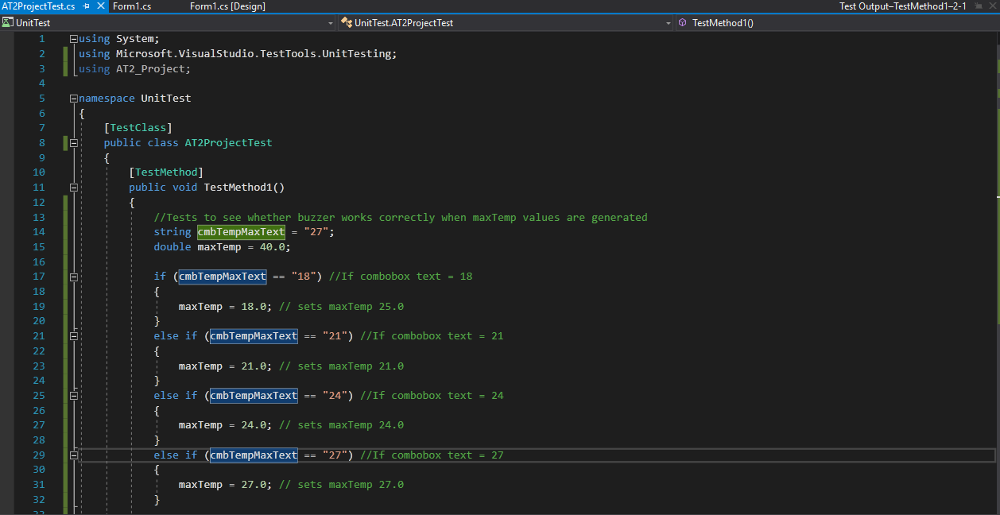 AT2ProjectTest.cs Form1.cs Form1.cs [Design] Test Output–TestMethod1–2-1
UnitTest UnitTest.AT2ProjectTest TestMethod1()
1 using System;
2 using Microsoft.VisualStudio.TestTools.UnitTesting;
3 using AT2_Project;
4
5 namespace UnitTest
6 {
7 [TestClass]
8 public class AT2ProjectTest
9 {
10 [TestMethod]
11 public void TestMethod1()
12 {
13 //Tests to see whether buzzer works correctly when maxTemp values are generated
14 string cmbTempMaxText = "27";
15 double maxTemp = 40.0;
16
17 if (cmbTempMaxText == "18") //If combobox text = 18
18 {
19 maxTemp = 18.0; // sets maxTemp 25.0
20 }
21 else if (cmbTempMaxText == "21") //If combobox text = 21
22 {
23 maxTemp = 21.0; // sets maxTemp 21.0
24 }
25 else if (cmbTempMaxText == "24") //If combobox text = 24
26 {
27 maxTemp = 24.0; // sets maxTemp 24.0
28 }
29 else if (cmbTempMaxText == "27") //If combobox text = 27
30 {
31 maxTemp = 27.0; // sets maxTemp 27.0
32 }